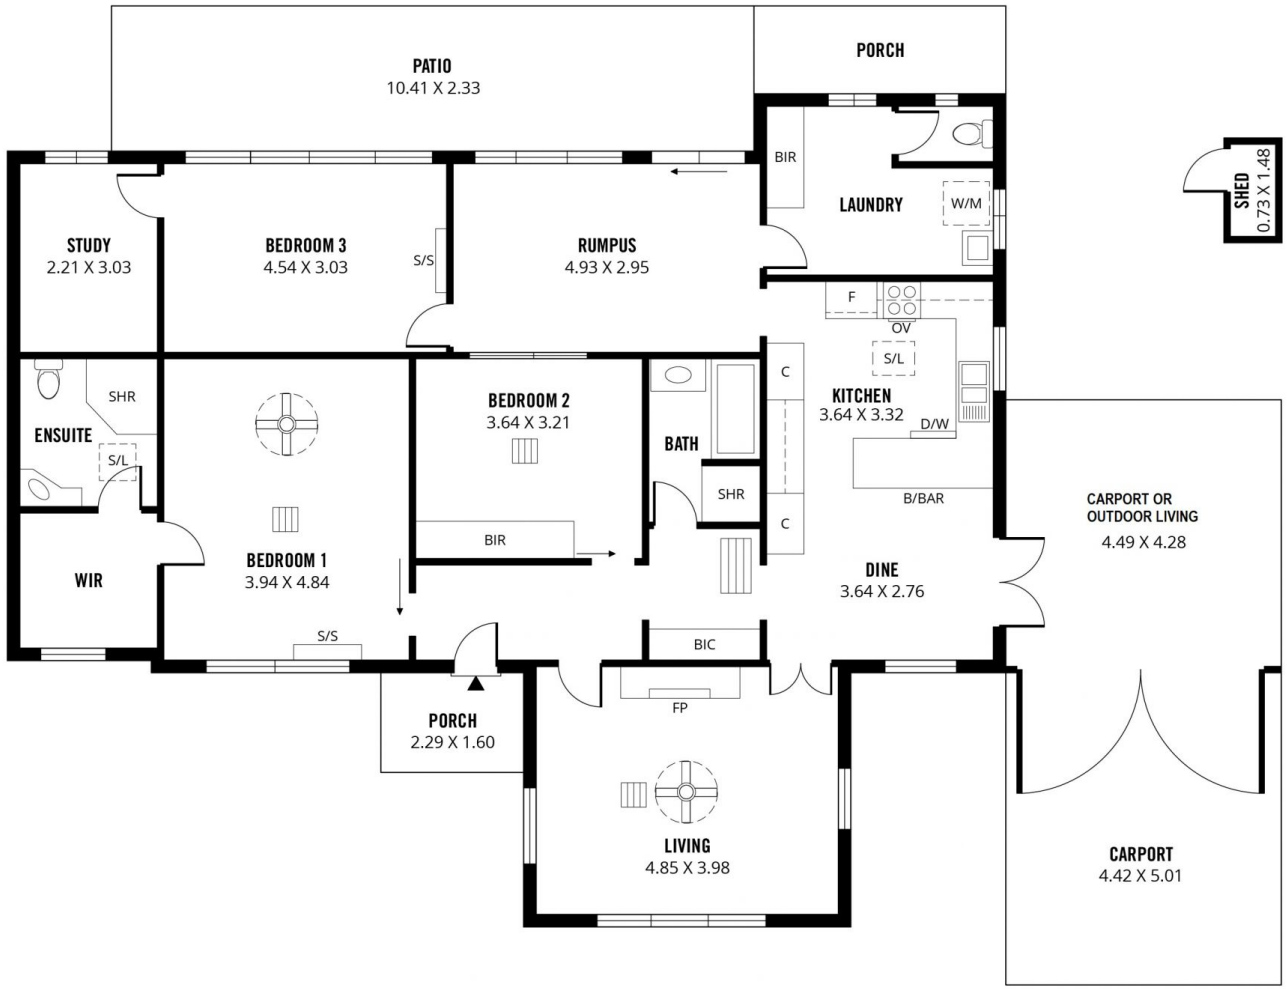 PORCH
PATIO
10.41 X 2.33
BIR
SHED
0.73 X 1.48
LAUNDRY
W/M
STUDY
2.21 X 3.03
BEDROOM 3
4.54 X 3.03
S/S
RUMPUS
4.93 X 2.95
F
OV
S/L
C
KITCHEN
3.64 X 3.32
D/W
B/BAR
SHR
ENSUITE
S/L
BEDROOM 2
3.64 X 3.21
BATH
SHR
C
BIR
WIR
BEDROOM 1
3.94 X 4.84
S/S
DINE
3.64 X 2.76
CARPORT OR
OUTDOOR LIVING
4.49 X 4.28
BIC
FP
PORCH
2.29 X 1.60
LIVING
4.85 X 3.98
CARPORT
4.42 X 5.01